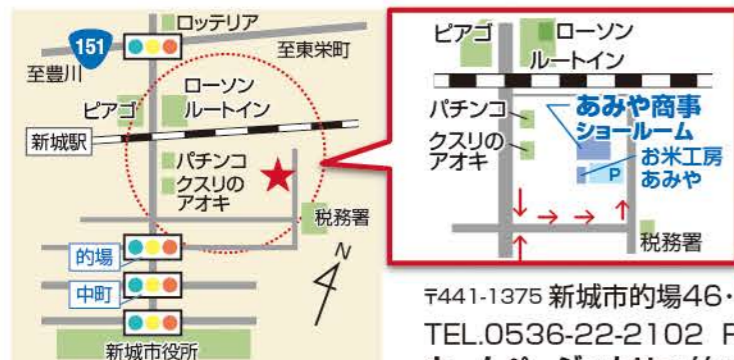 ロッテリア
151
至東栄町
至豊川
ローソン
ルートイン
ピアゴ
新城駅
パチンコ
クスリの
アオキ
税務署
的場
中町
新城市役所
N
ピアゴ
ローソン
ルートイン
パチンコ
クスリの
アオキ
あみや商事
ショールーム
お米工房
あみや
P
税務署
〒441-1375 新城市的場46・
TEL.0536-22-2102 F